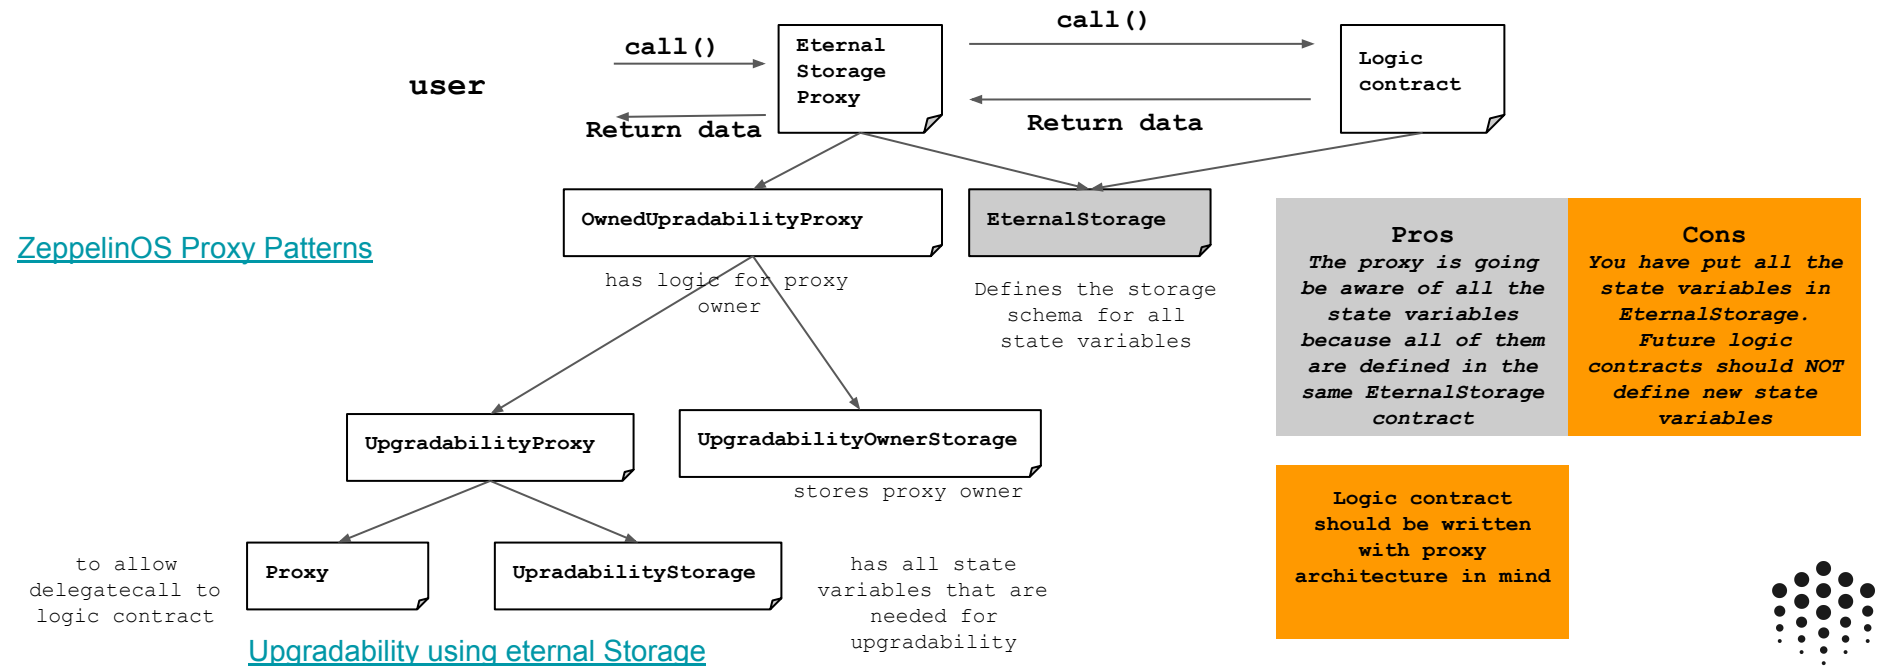 call()
call()
Eternal
Storage
Proxy
Logic
contract
user
Return data
Return data
OwnedUpradabilityProxy
EternalStorage
ZeppelinOS Proxy Patterns
has logic for proxy
owner
Defines the storage
schema for all
state variables
Pros
The proxy is going
be aware of all the
state variables
because all of them
are defined in the
same EternalStorage
contract
Cons
You have put all the
state variables in
EternalStorage.
Future logic
contracts should NOT
define new state
variables
UpgradabilityProxy
UpgradabilityOwnerStorage
stores proxy owner
Logic contract
should be written
with proxy
architecture in mind
to allow
delegatecall to
logic contract
Proxy
UpradabilityStorage
has all state
variables that are
needed for
upgradability
Upgradability using eternal Storage